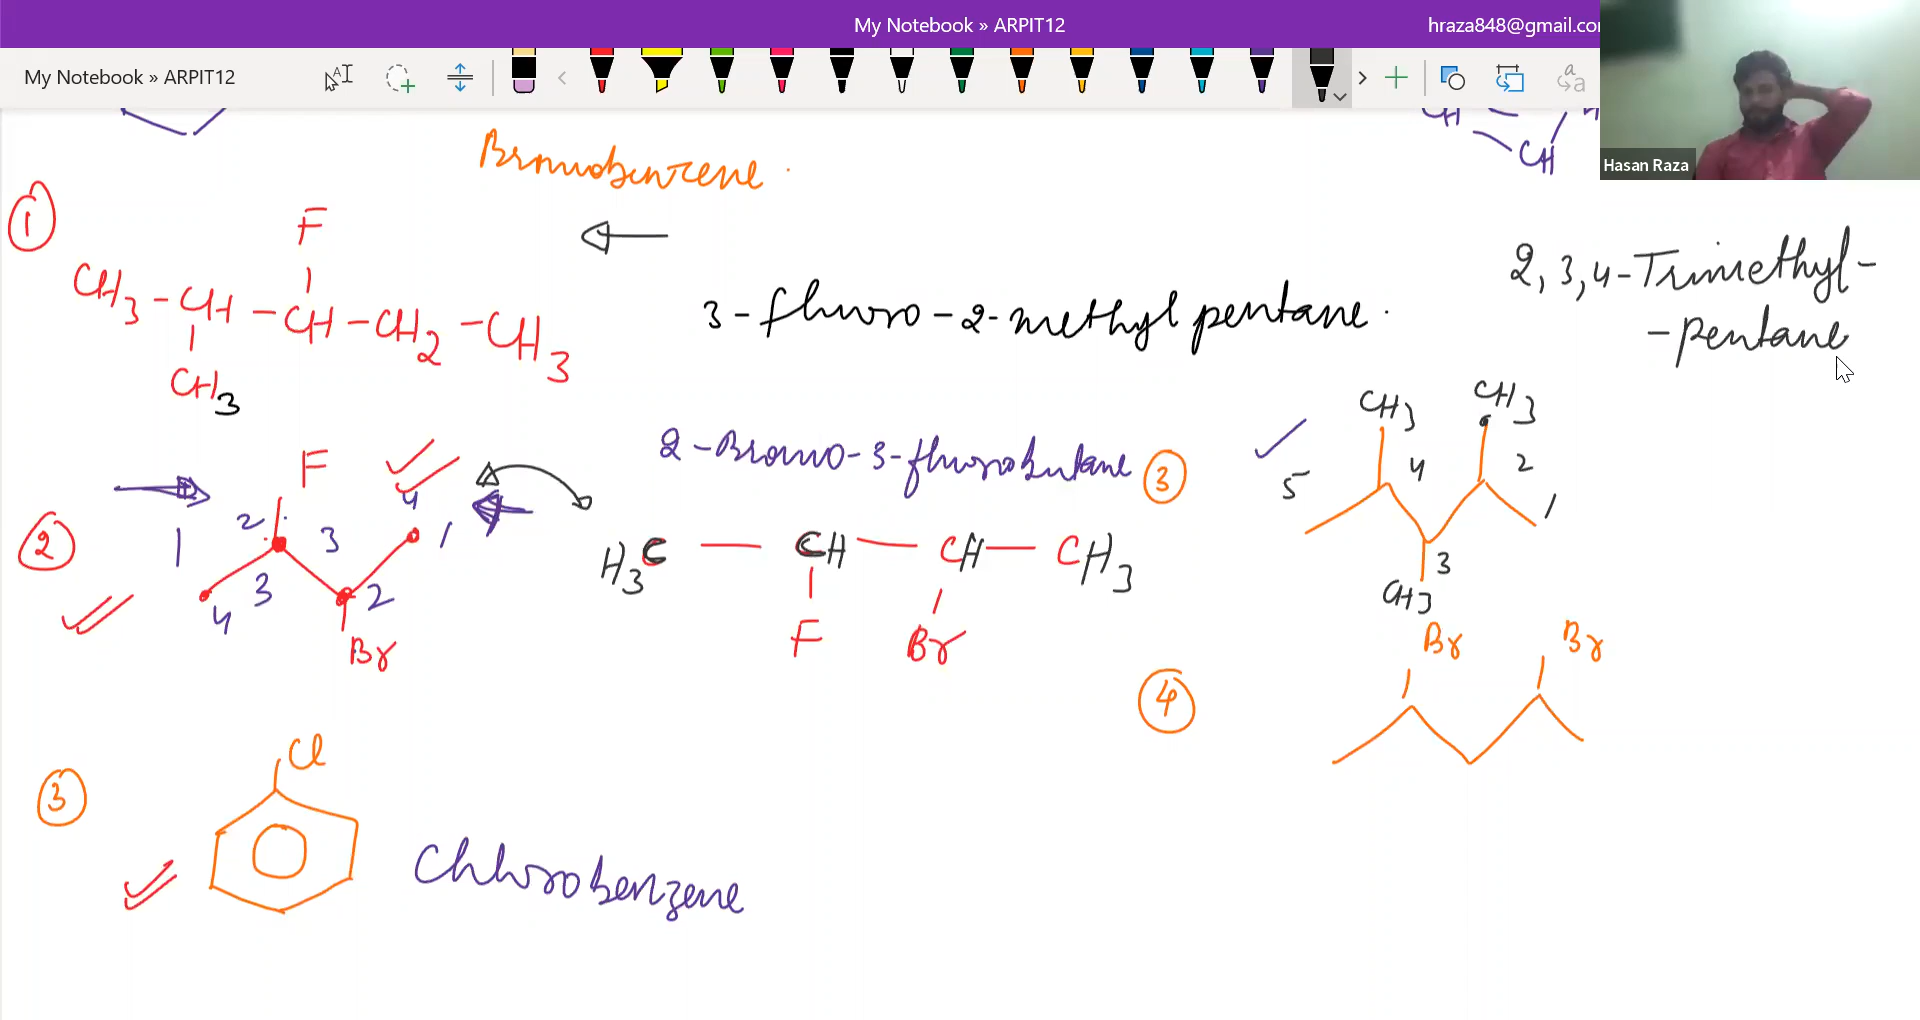 My Notebook » ARPIT12
hraza848@gmail.co
My Notebook » ARPIT12
Hasan Raza
CH
CH
Bromobenzene .
1
F
CH3 - CH - CH - CH2 - CH3
CH3
3 - fluoro - 2 - methyl pentane .
2, 3, 4 - Trimethyl -
- pentane
2
F
1 2 3 4
4 3 2 1
Br
2 - Bromo - 3 - fluorobutane
H3C — CH — CH — CH3
F Br
3
CH3 CH3
5 4 3 2 1
CH3
4
Br Br
3
Cl
Chlorobenzene